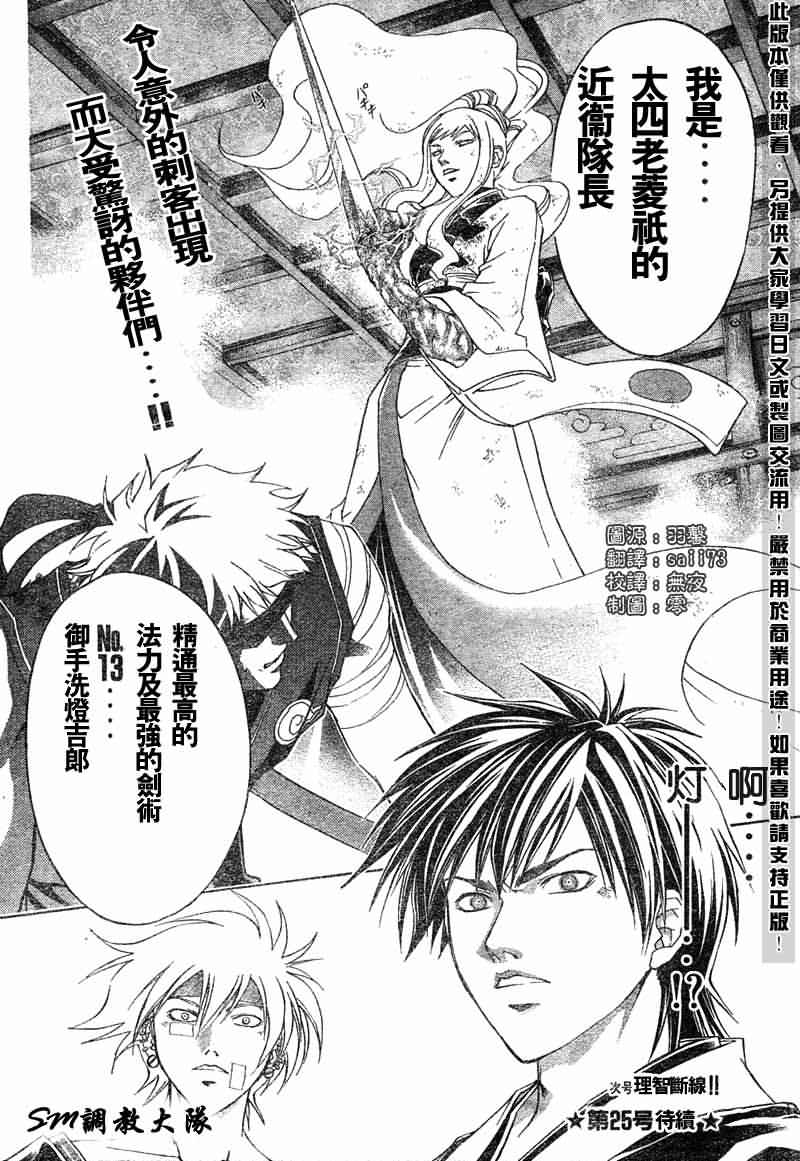 我是‥‥
太四老菱祇的
近衞隊長
令人意外的刺客出現
而大受驚訝的夥伴們‥‥!!
パチ
パチチ
圖源：羽翼
翻譯：saii73
校譯：無夜
制圖：零
精通最高的
法力及最強的劍術
No.13‥‥
御手洗燈吉郎
啊‥‥‥
灯——‥!?
次号 理智斷線!!
★第25号待續★
SM調教大隊
此版本僅供觀看．另提供大家學習日文或製圖交流用！嚴禁用於商業用途！如果喜歡請支持正版！